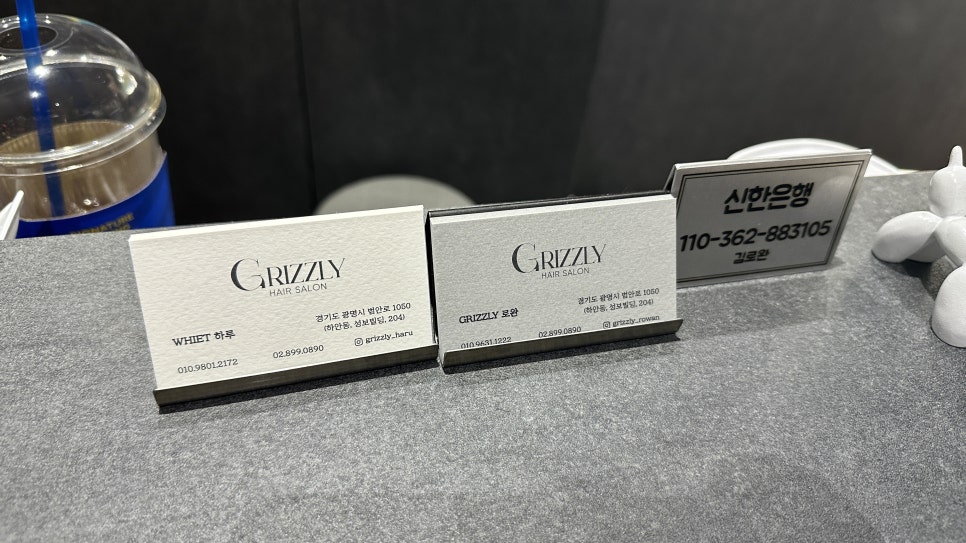 GRIZZLY
HAIR SALON
경기도 광명시 범안로 1050
(하안동, 성보빌딩, 204)
WHIET 하루
010.9801.2172
02.899.0890
grizzly_haru
GRIZZLY
HAIR SALON
경기도 광명시 범안로 1050
(하안동, 성보빌딩, 204)
GRIZZLY 로완
010.9631.1222
02.899.0890
grizzly_rowan
신한은행
110-362-883105
김로완